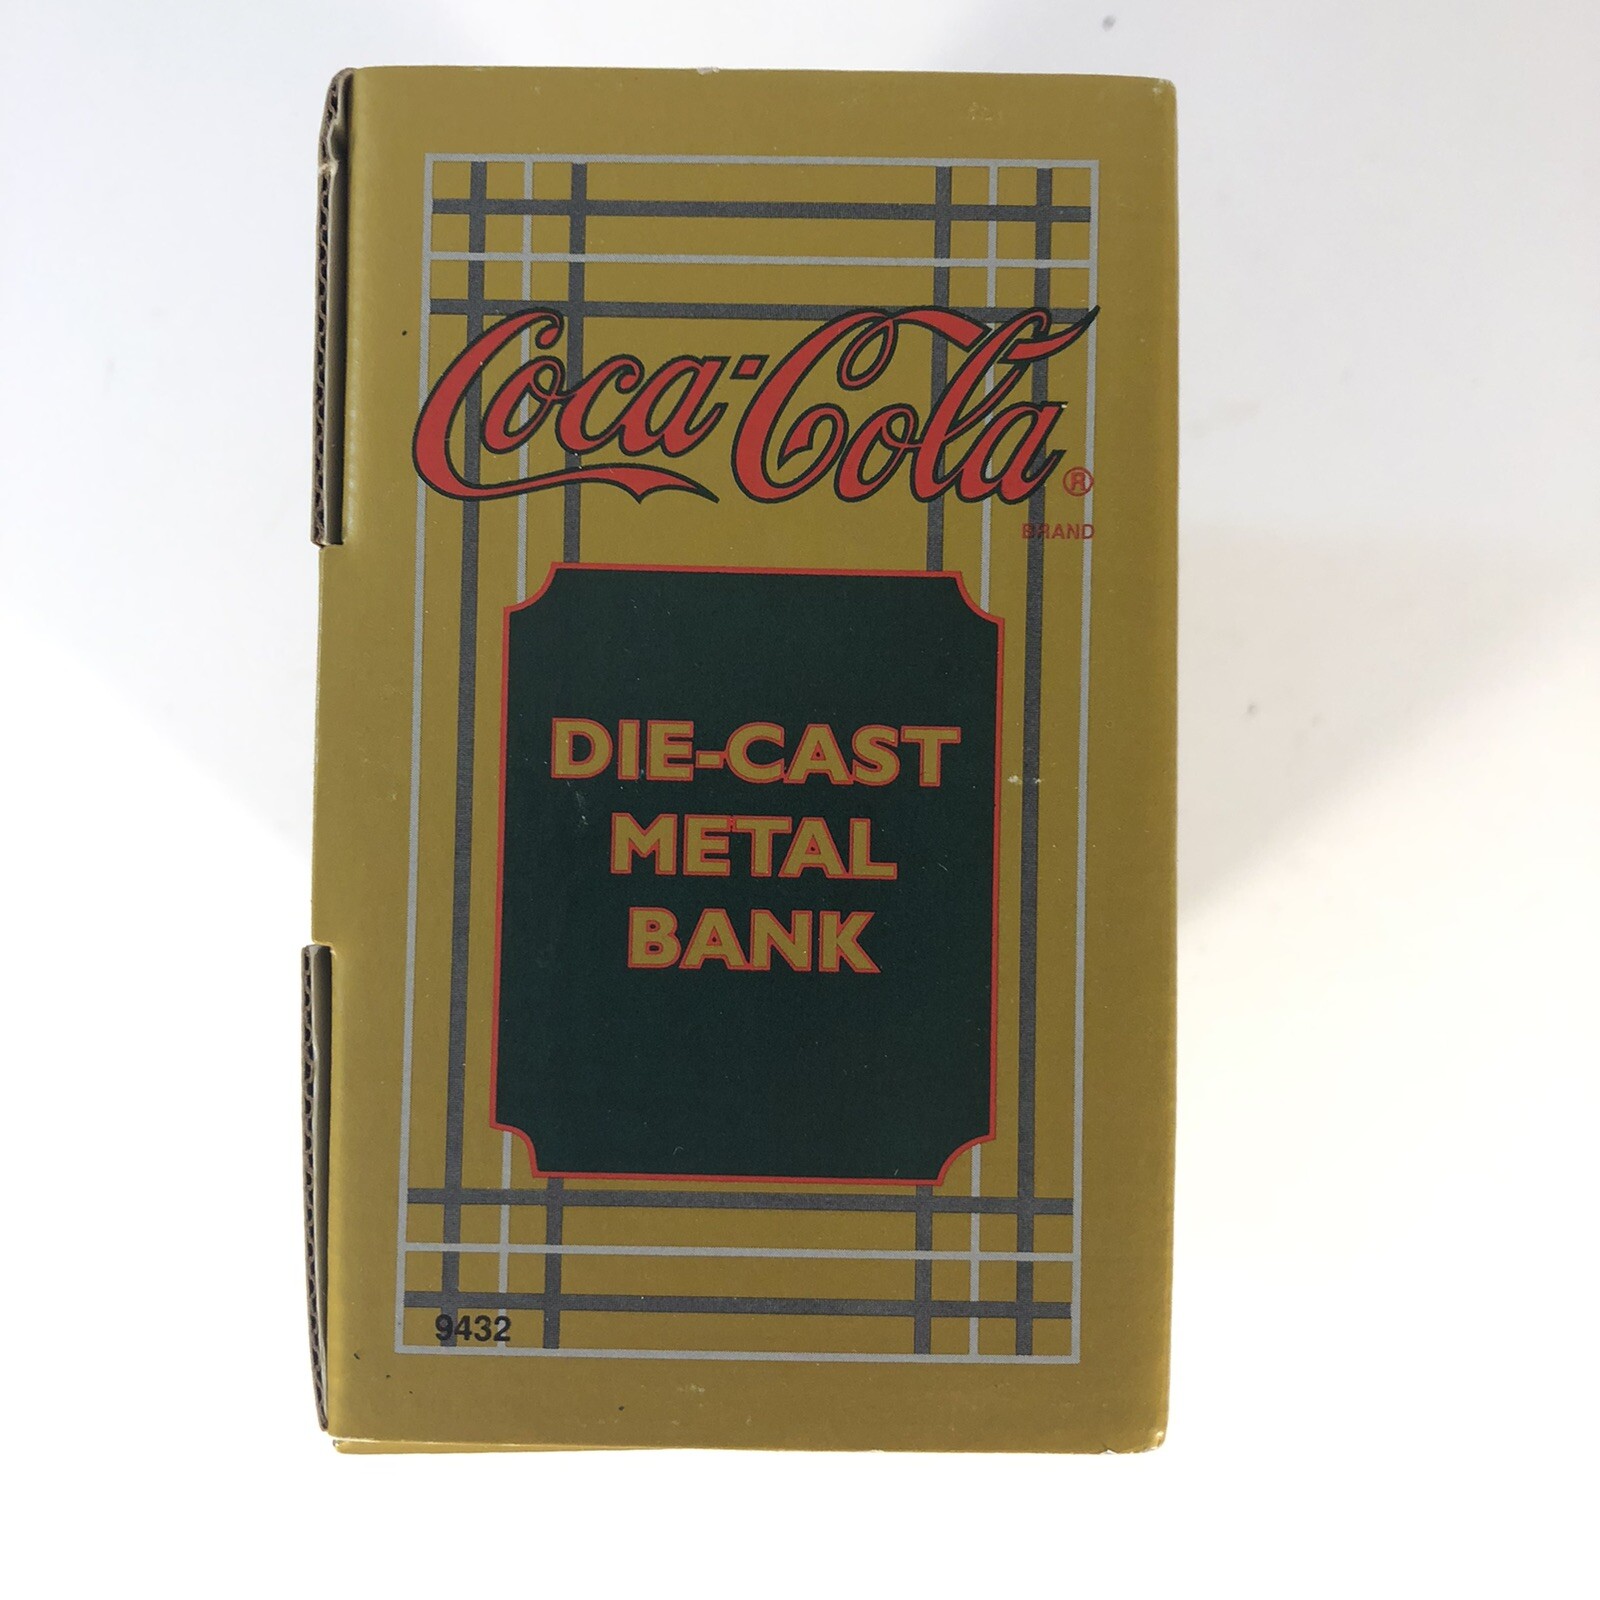 Coca-Cola®
BRAND
DIE-CAST
METAL
BANK
9432